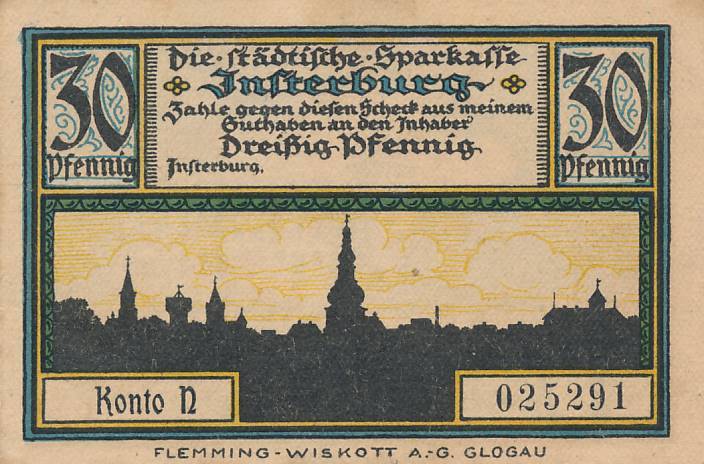 Die städtische Sparkasse
Insterburg
Zahle gegen diesen Scheck aus meinem
Guthaben an den Inhaber
Dreißig Pfennig
Insterburg.
30
Pfennig
30
Pfennig
Konto N
025291
FLEMMING-WISKOTT A.-G. GLOGAU